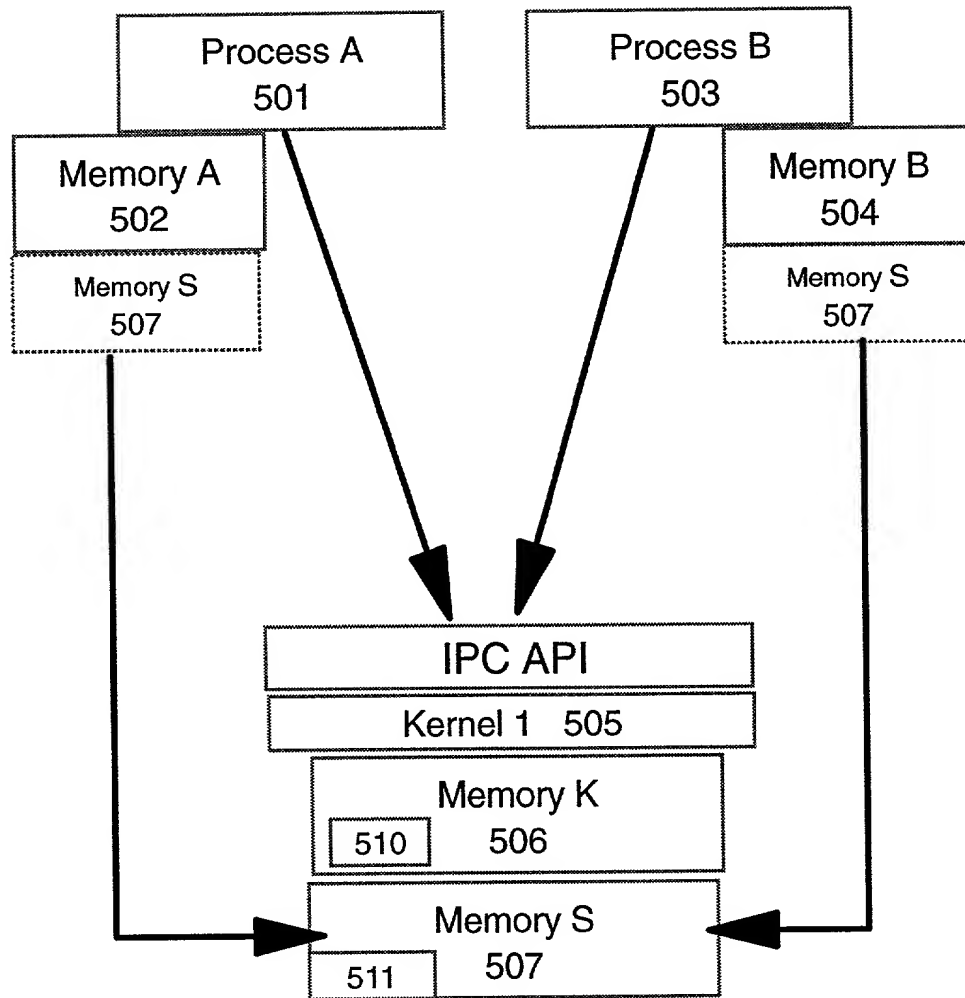 Process A
501
Process B
503
Memory A
502
Memory B
504
Memory S
507
Memory S
507
IPC API
Kernel 1 505
Memory K
510 506
Memory S
507
511